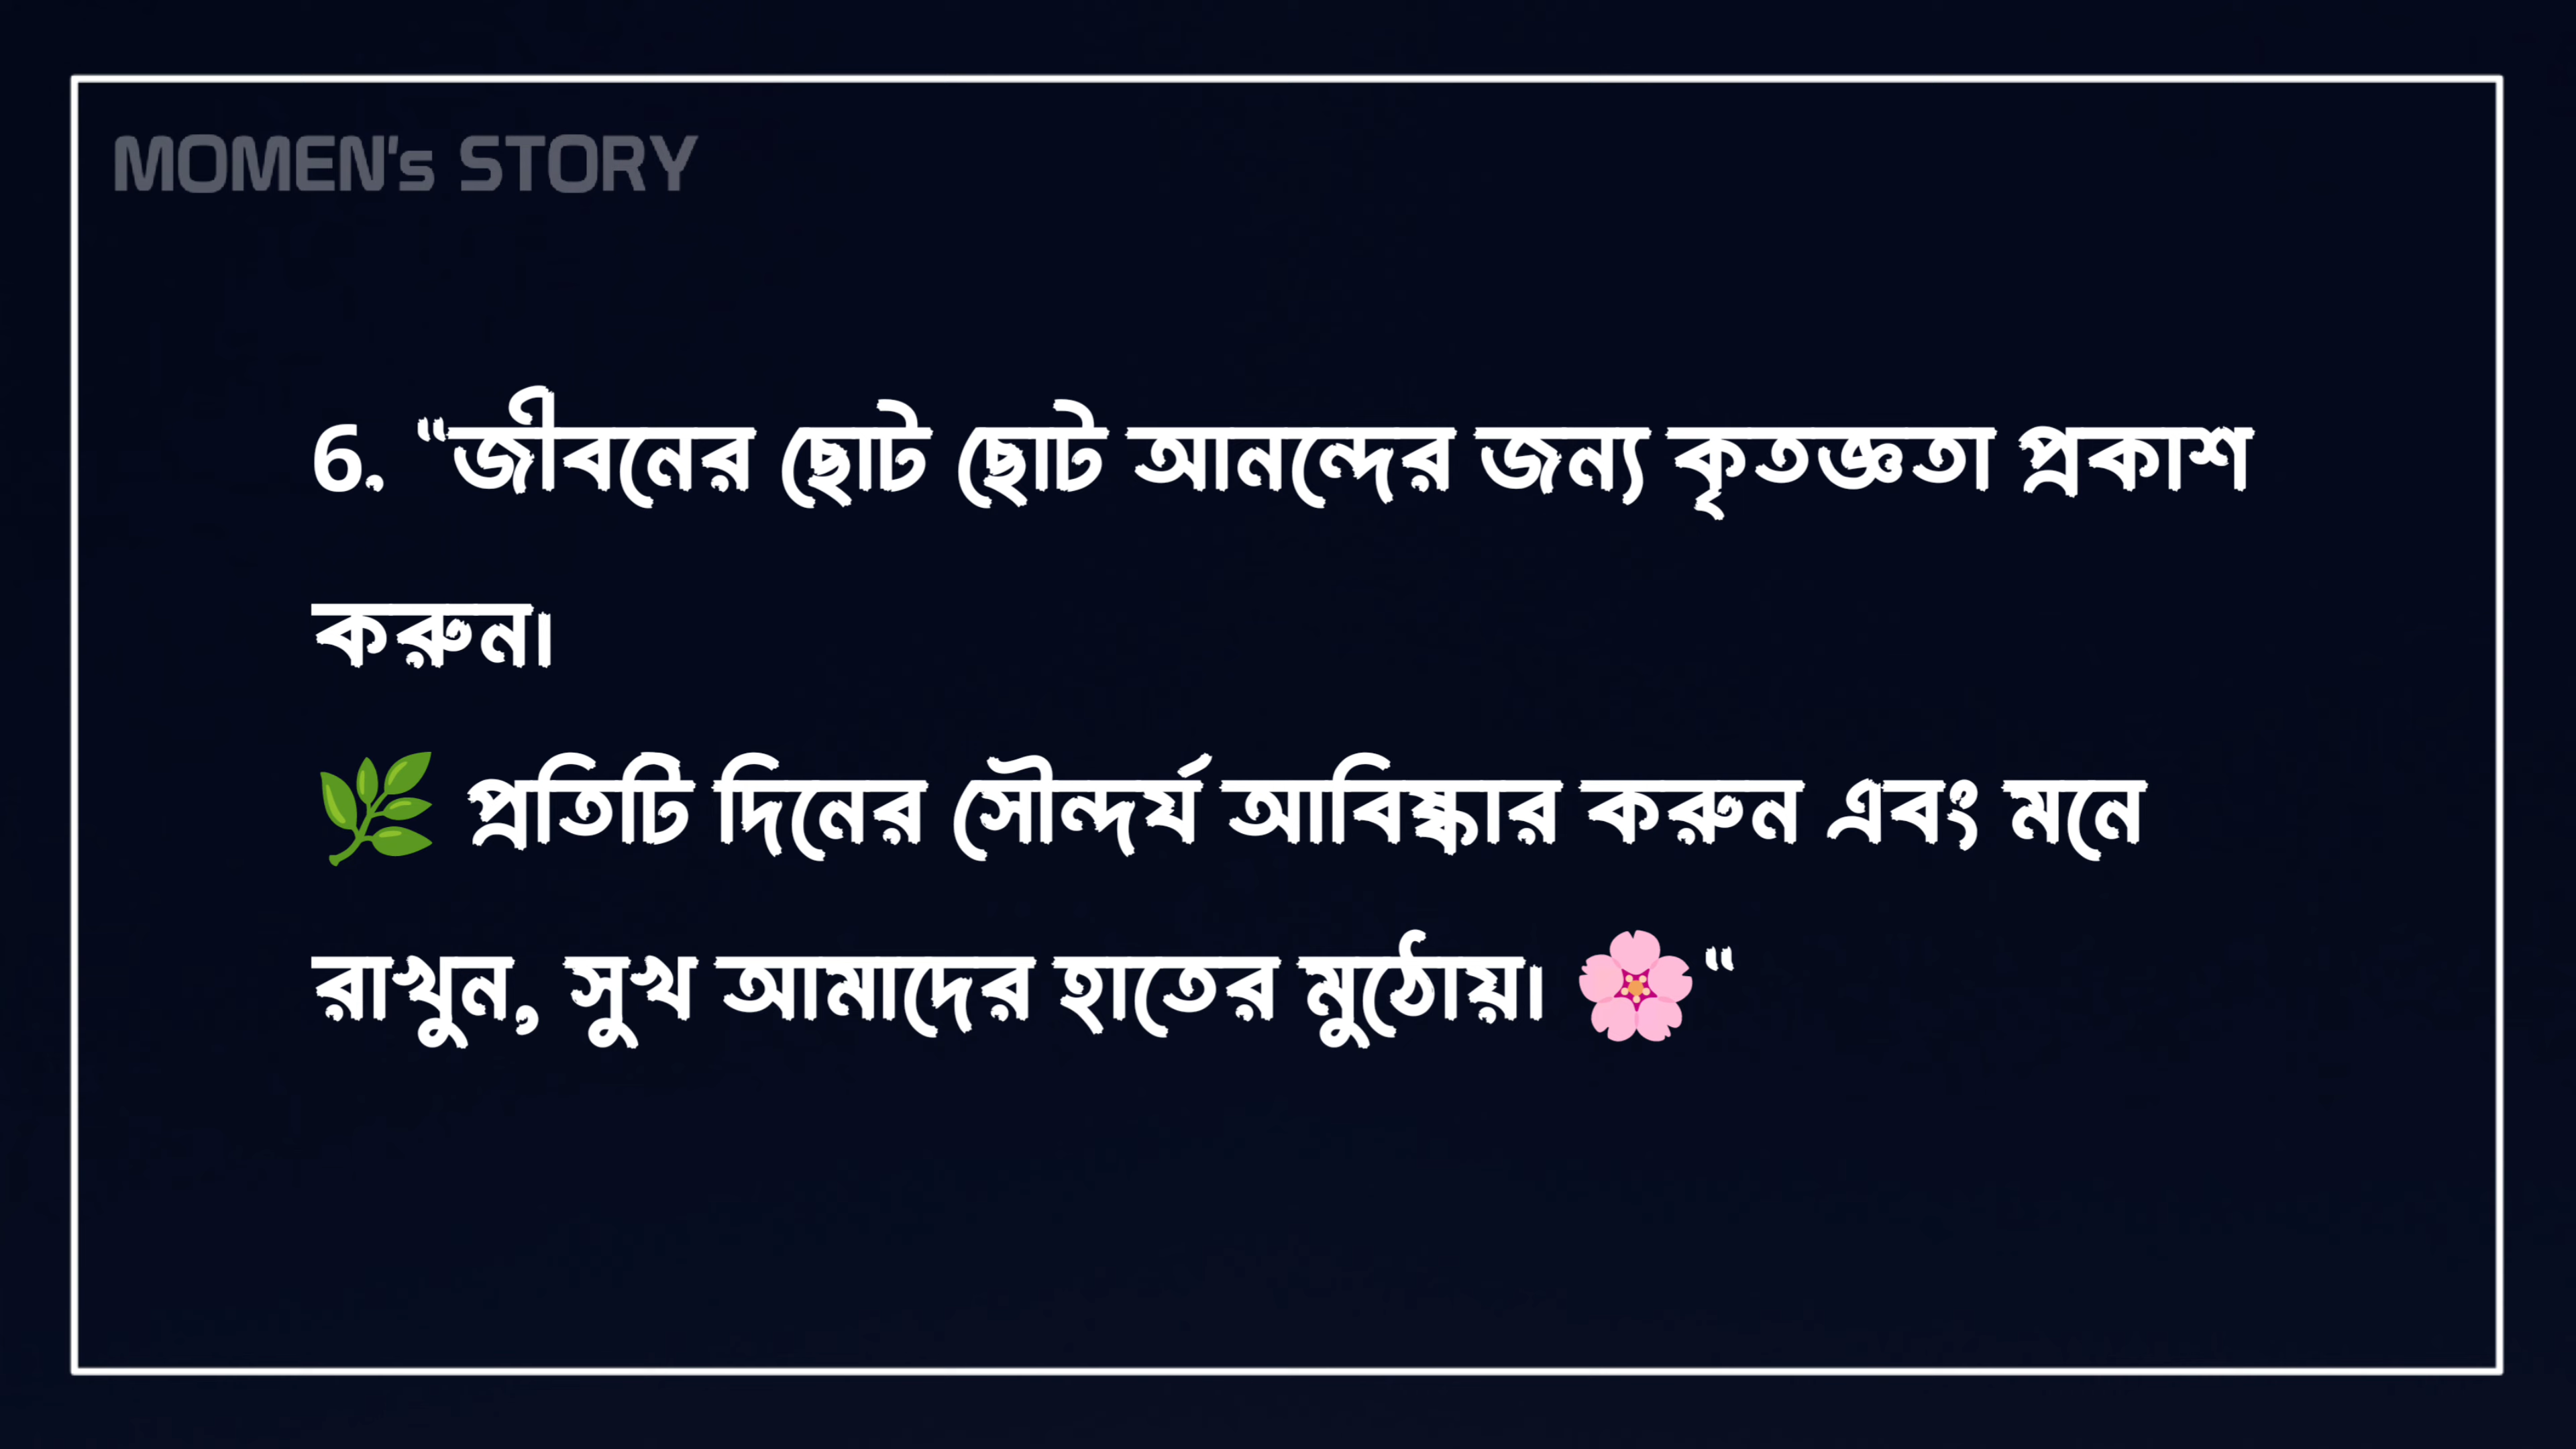 MOMEN's STORY
6. “জীবনের ছোট ছোট আনন্দের জন্য কৃতজ্ঞতা প্রকাশ
করুন।
🌿 প্রতিটি দিনের সৌন্দর্য আবিষ্কার করুন এবং মনে
রাখুন, সুখ আমাদের হাতের মুঠোয়। 🌸“